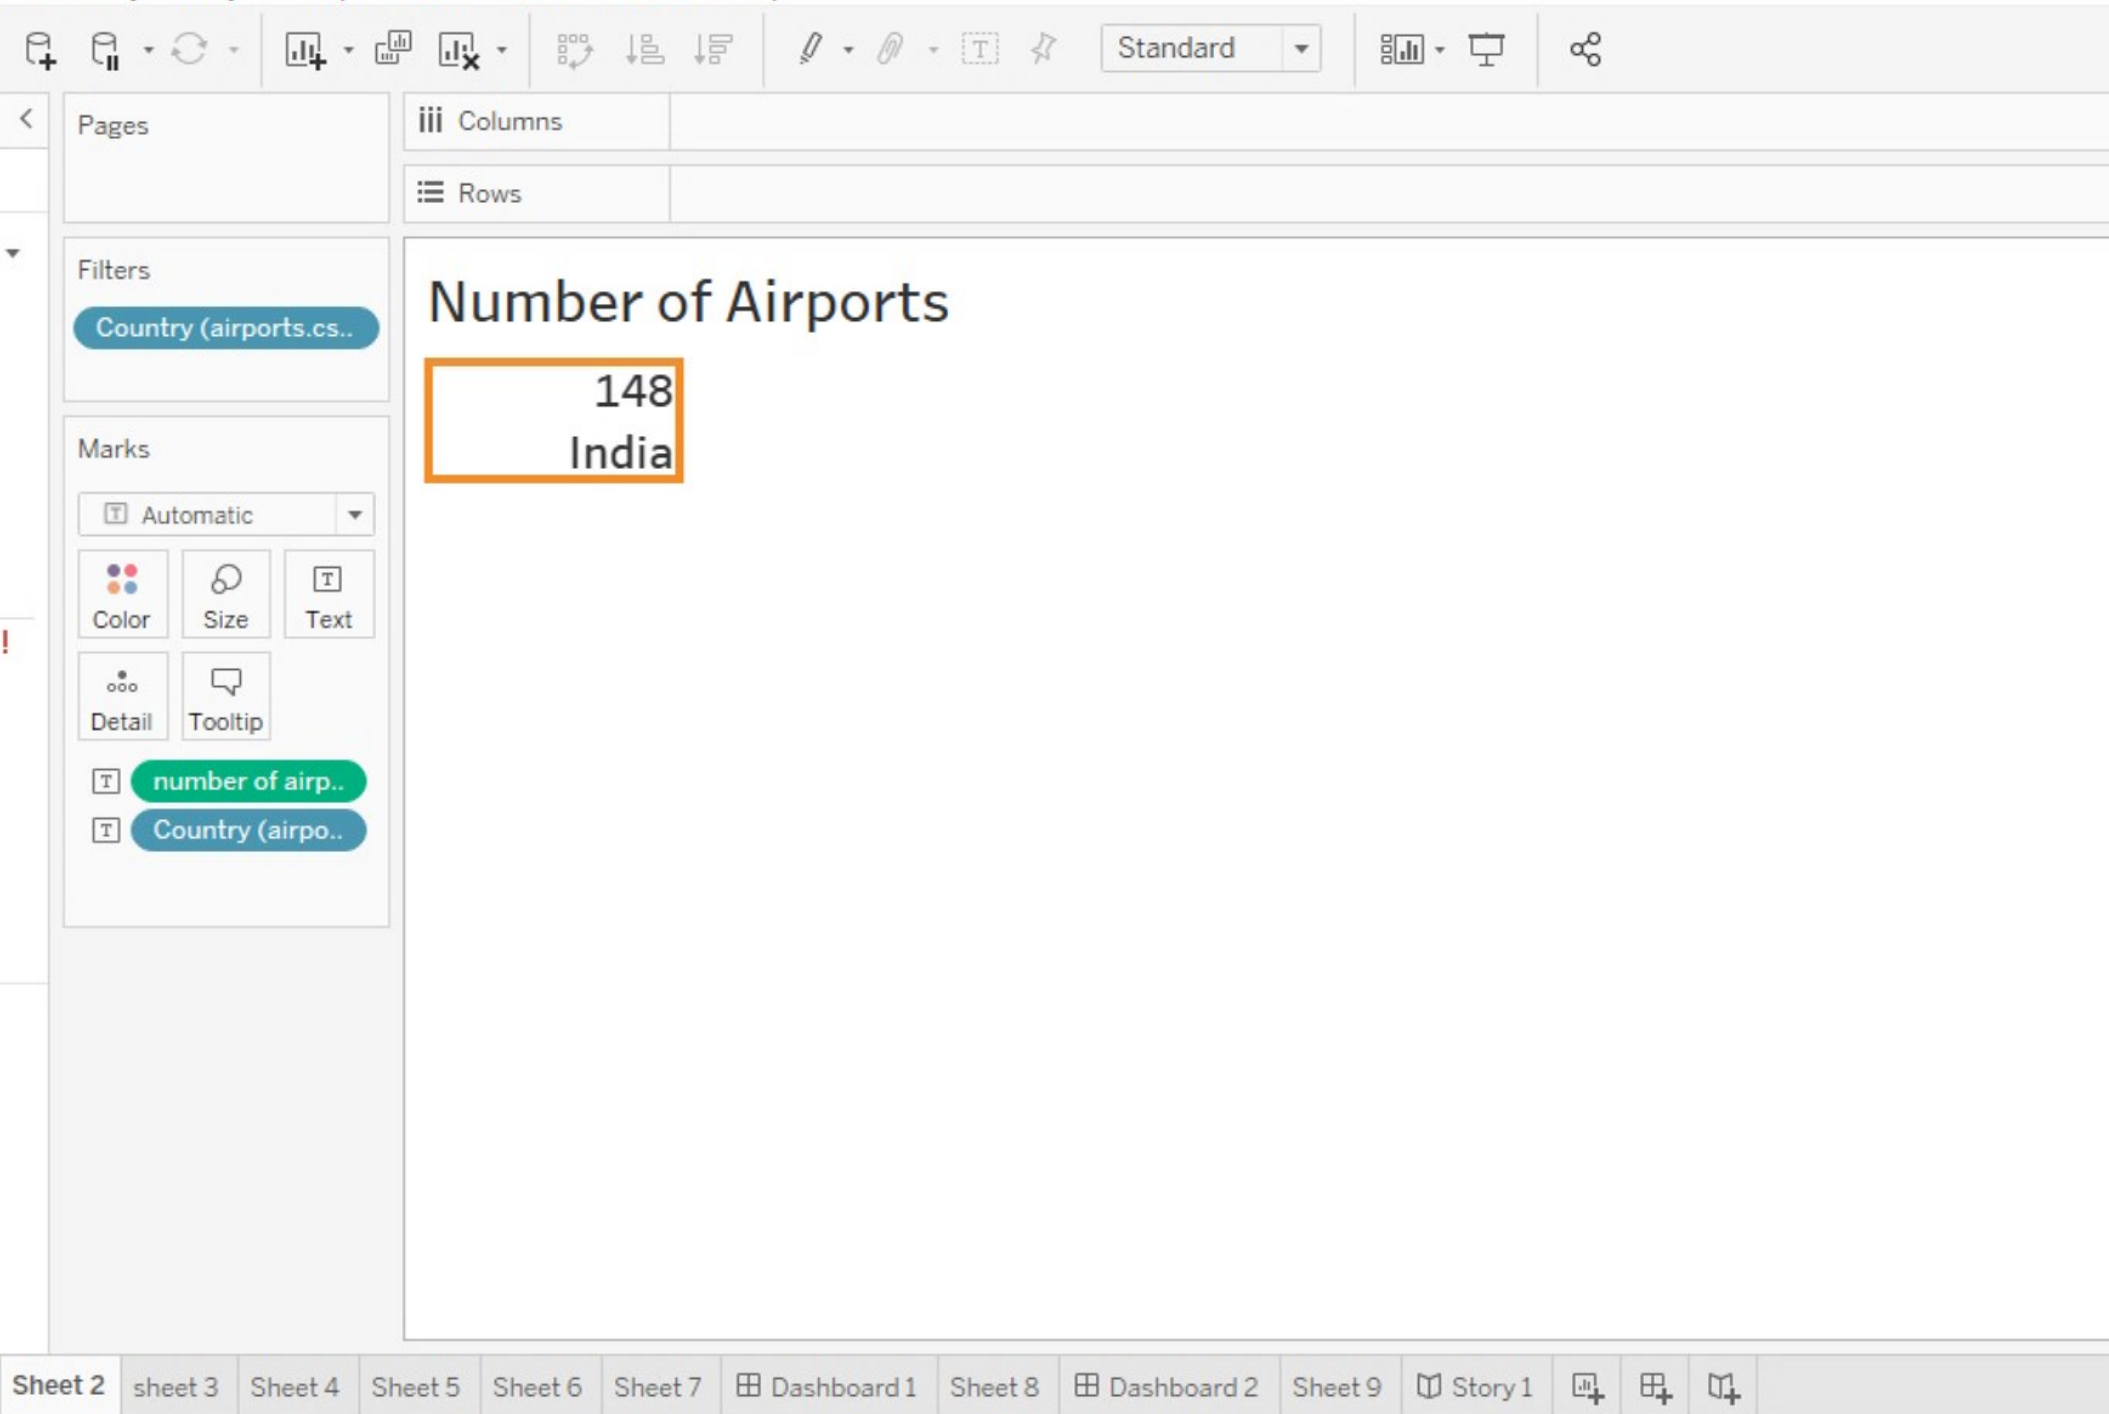 Standard
Pages
Columns
Rows
Filters
Country (airports.cs..
Number of Airports
148
India
Marks
Automatic
Color Size Text
Detail Tooltip
number of airp..
Country (airpo..
!
Sheet 2 sheet 3 Sheet 4 Sheet 5 Sheet 6 Sheet 7 Dashboard 1 Sheet 8 Dashboard 2 Sheet 9 Story 1